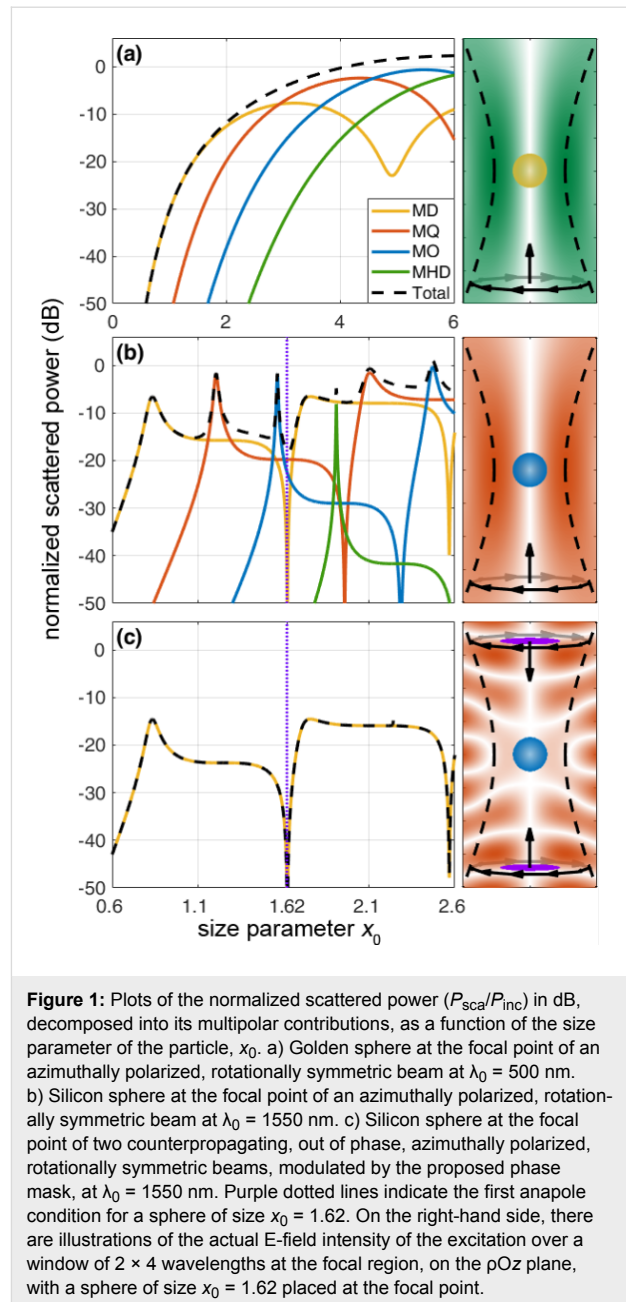 (a)
0
-10
-20
-30
-40
-50
MD
MQ
MO
MHD
Total
0
2
4
6
normalized scattered power (dB)
(b)
0
-10
-20
-30
-40
-50
(c)
0
-10
-20
-30
-40
-50
0.6
1.1
1.62
2.1
2.6
size parameter x0
Figure 1: Plots of the normalized scattered power (Psca/Pinc) in dB,
decomposed into its multipolar contributions, as a function of the size
parameter of the particle, x0. a) Golden sphere at the focal point of an
azimuthally polarized, rotationally symmetric beam at λ0 = 500 nm.
b) Silicon sphere at the focal point of an azimuthally polarized, rotation-
ally symmetric beam at λ0 = 1550 nm. c) Silicon sphere at the focal
point of two counterpropagating, out of phase, azimuthally polarized,
rotationally symmetric beams, modulated by the proposed phase
mask, at λ0 = 1550 nm. Purple dotted lines indicate the first anapole
condition for a sphere of size x0 = 1.62. On the right-hand side, there
are illustrations of the actual E-field intensity of the excitation over a
window of 2 × 4 wavelengths at the focal region, on the ρOz plane,
with a sphere of size x0 = 1.62 placed at the focal point.